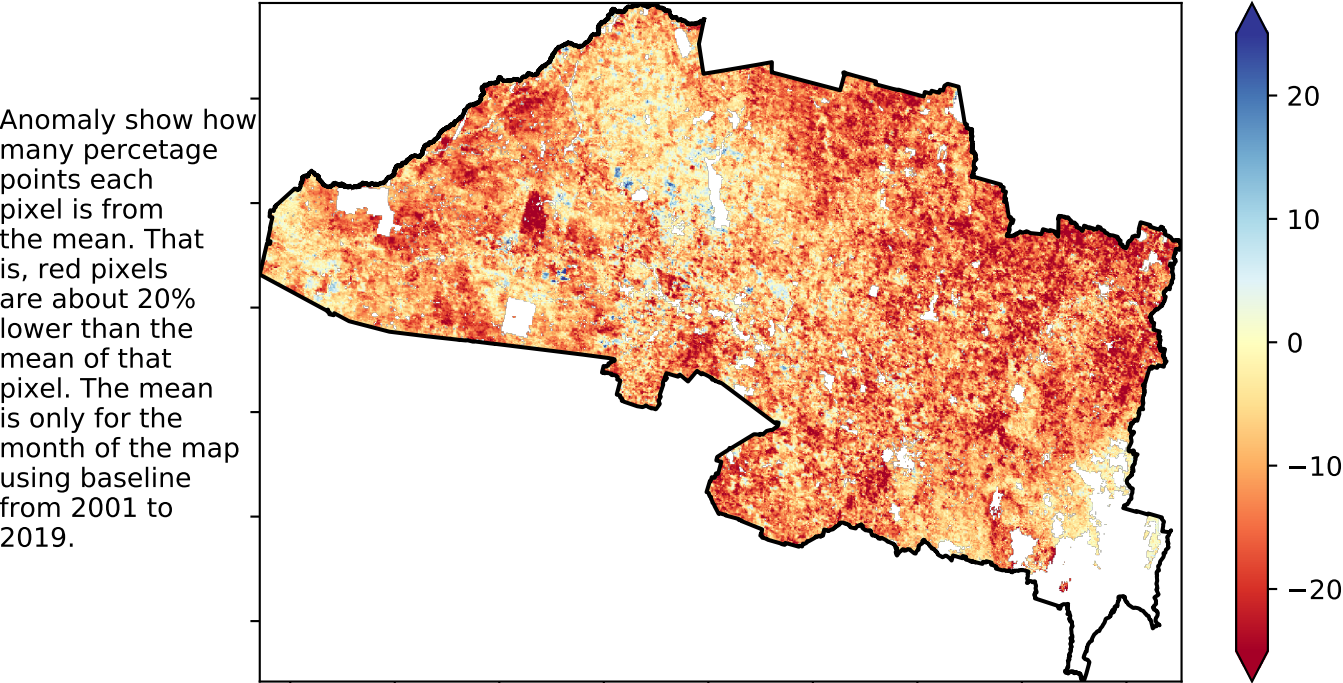 Anomaly show how
many percetage
points each
pixel is from
the mean. That
is, red pixels
are about 20%
lower than the
mean of that
pixel. The mean
is only for the
month of the map
using baseline
from 2001 to
2019.
20
10
0
−10
−20